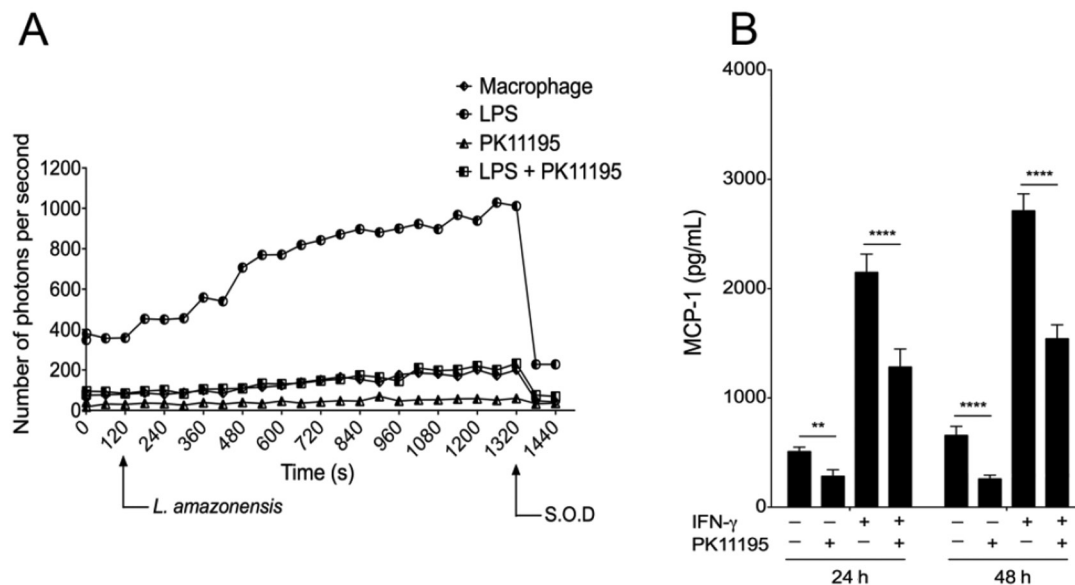 A
Macrophage
LPS
PK11195
LPS + PK11195
Number of photons per second
1200
1000
800
600
400
200
0
0 120 240 360 480 600 720 840 960 1080 1200 1320 1440
Time (s)
L. amazonensis
S.O.D
B
MCP-1 (pg/mL)
4000
3000
2000
1000
0
** **** **** ****
IFN-γ – – + + – – + +
PK11195 – + – + – + – +
24 h 48 h